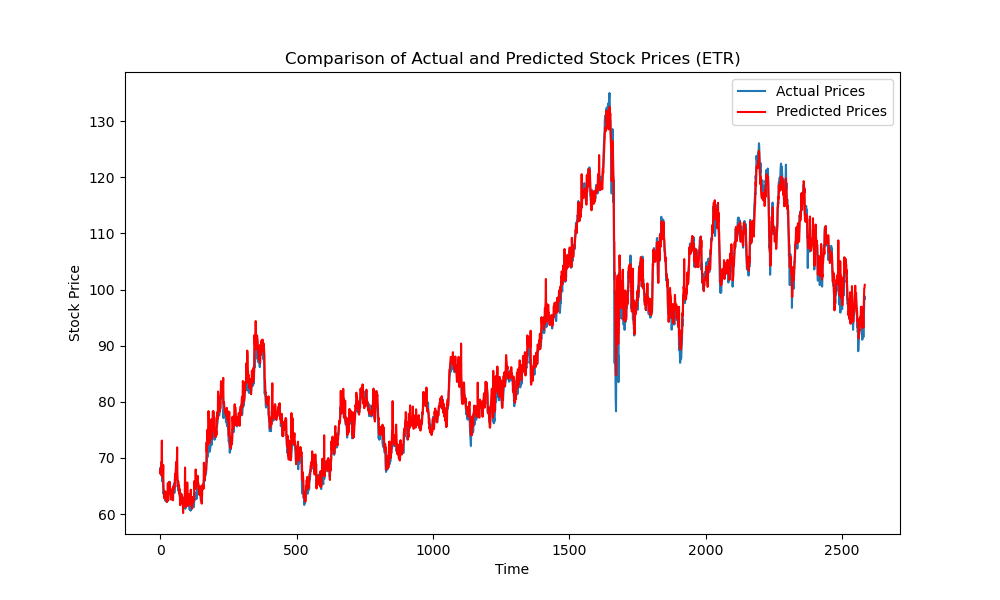 Comparison of Actual and Predicted Stock Prices (ETR)
Actual Prices
Predicted Prices
Stock Price
130
120
110
100
90
80
70
60
0 500 1000 1500 2000 2500
Time